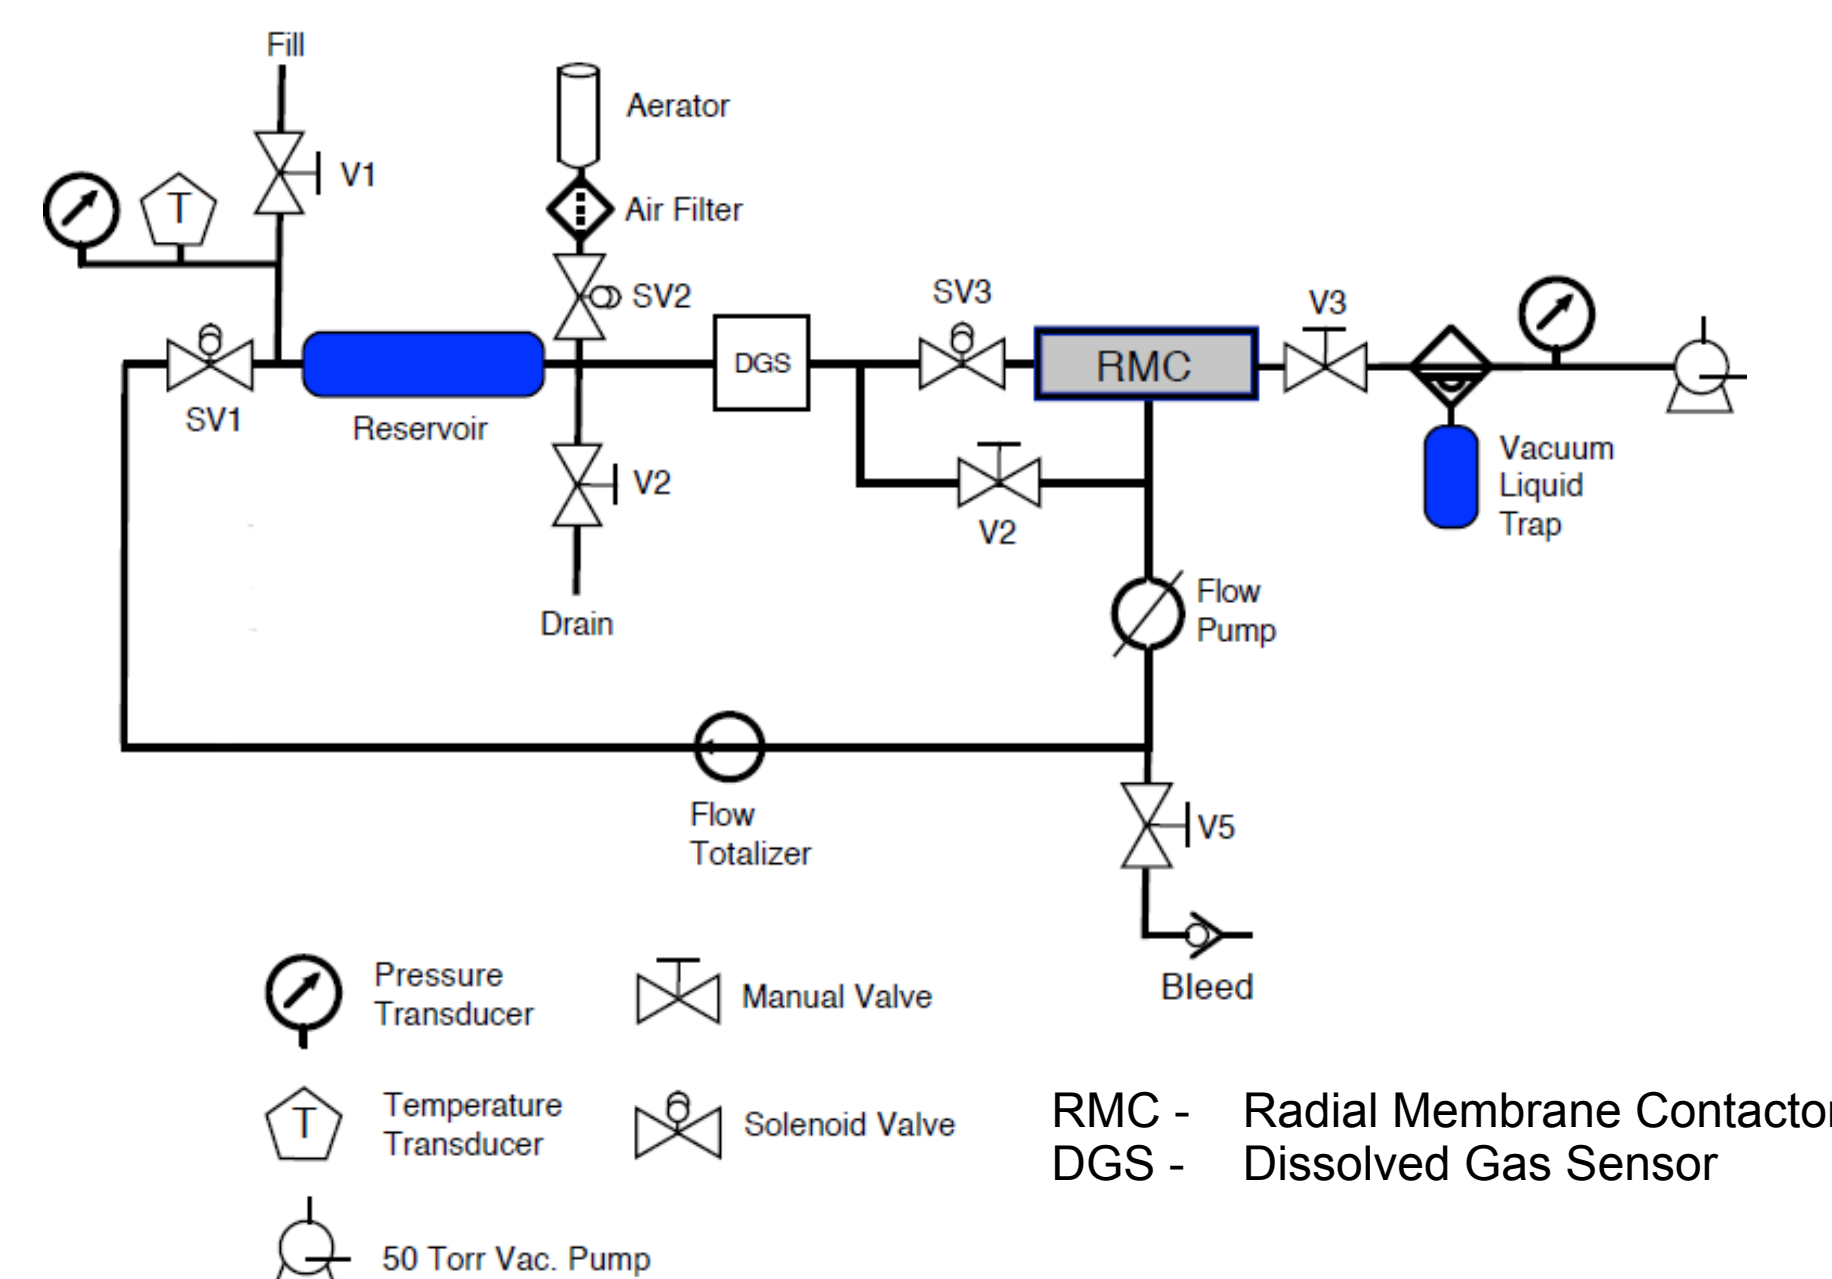 Fill
Aerator
V1
T
Air Filter
SV2
SV3
V3
DGS
RMC
SV1
Reservoir
V2
V2
Vacuum
Liquid
Trap
Drain
Flow
Pump
Flow
Totalizer
V5
Bleed
Pressure
Transducer
Manual Valve
T
Temperature
Transducer
Solenoid Valve
RMC - Radial Membrane Contactor
DGS - Dissolved Gas Sensor
50 Torr Vac. Pump